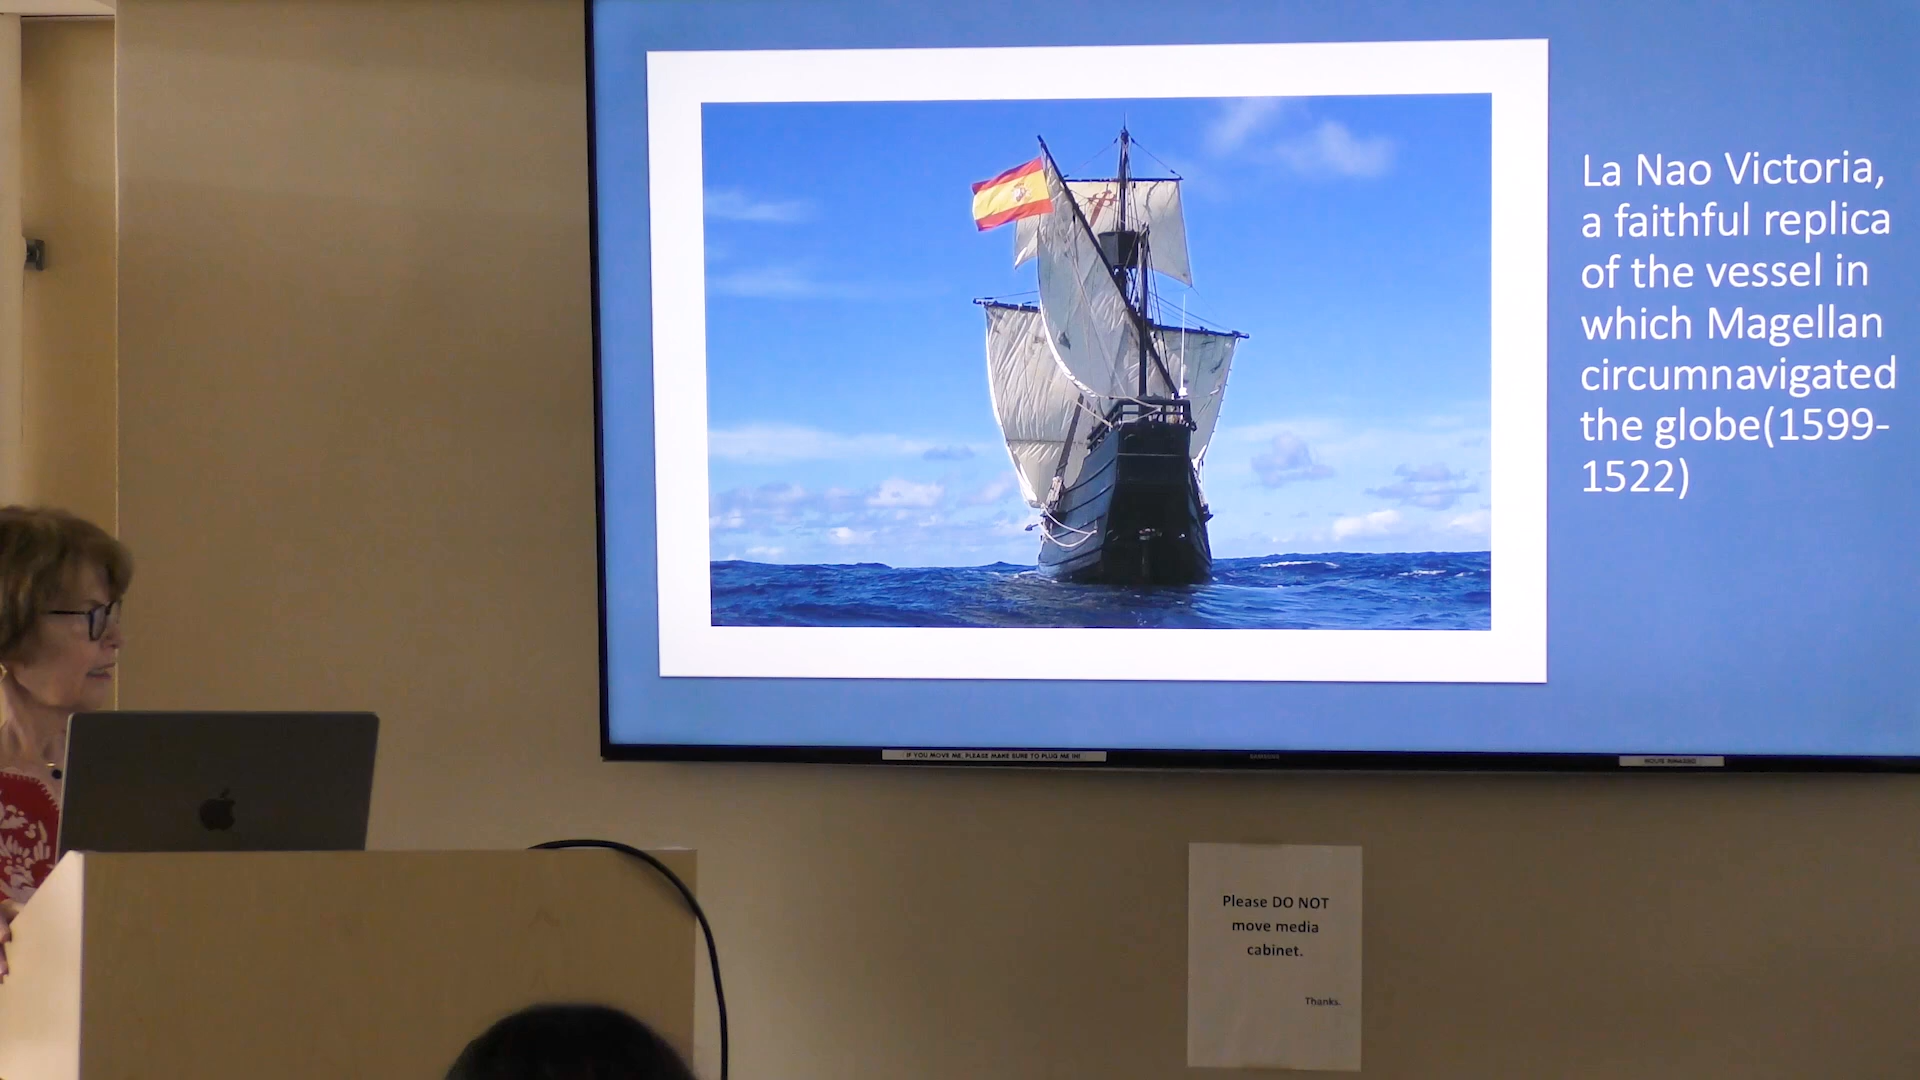 La Nao Victoria,
a faithful replica
of the vessel in
which Magellan
circumnavigated
the globe(1599-
1522)
IF YOU MOVE ME, PLEASE MAKE SURE TO PLUG ME IN!
SAMSUNG
Please DO NOT
move media
cabinet.
Thanks.